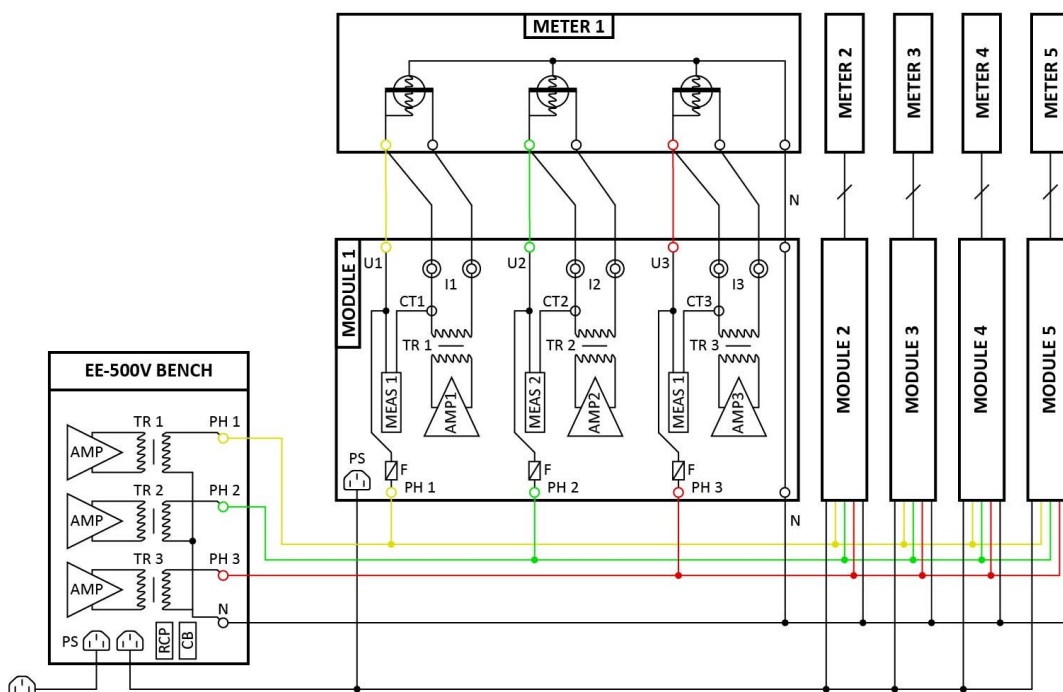 METER 1
METER 2
METER 3
METER 4
METER 5
N
MODULE 1
U1
I1
U2
I2
U3
I3
CT1
CT2
CT3
TR 1
TR 2
TR 3
MEAS 1
AMP1
MEAS 2
AMP2
MEAS 1
AMP3
PS
F
PH 1
F
PH 2
F
PH 3
N
MODULE 2
MODULE 3
MODULE 4
MODULE 5
EE-500V BENCH
TR 1
PH 1
AMP
TR 2
PH 2
AMP
TR 3
PH 3
AMP
N
PS
RCP
CB